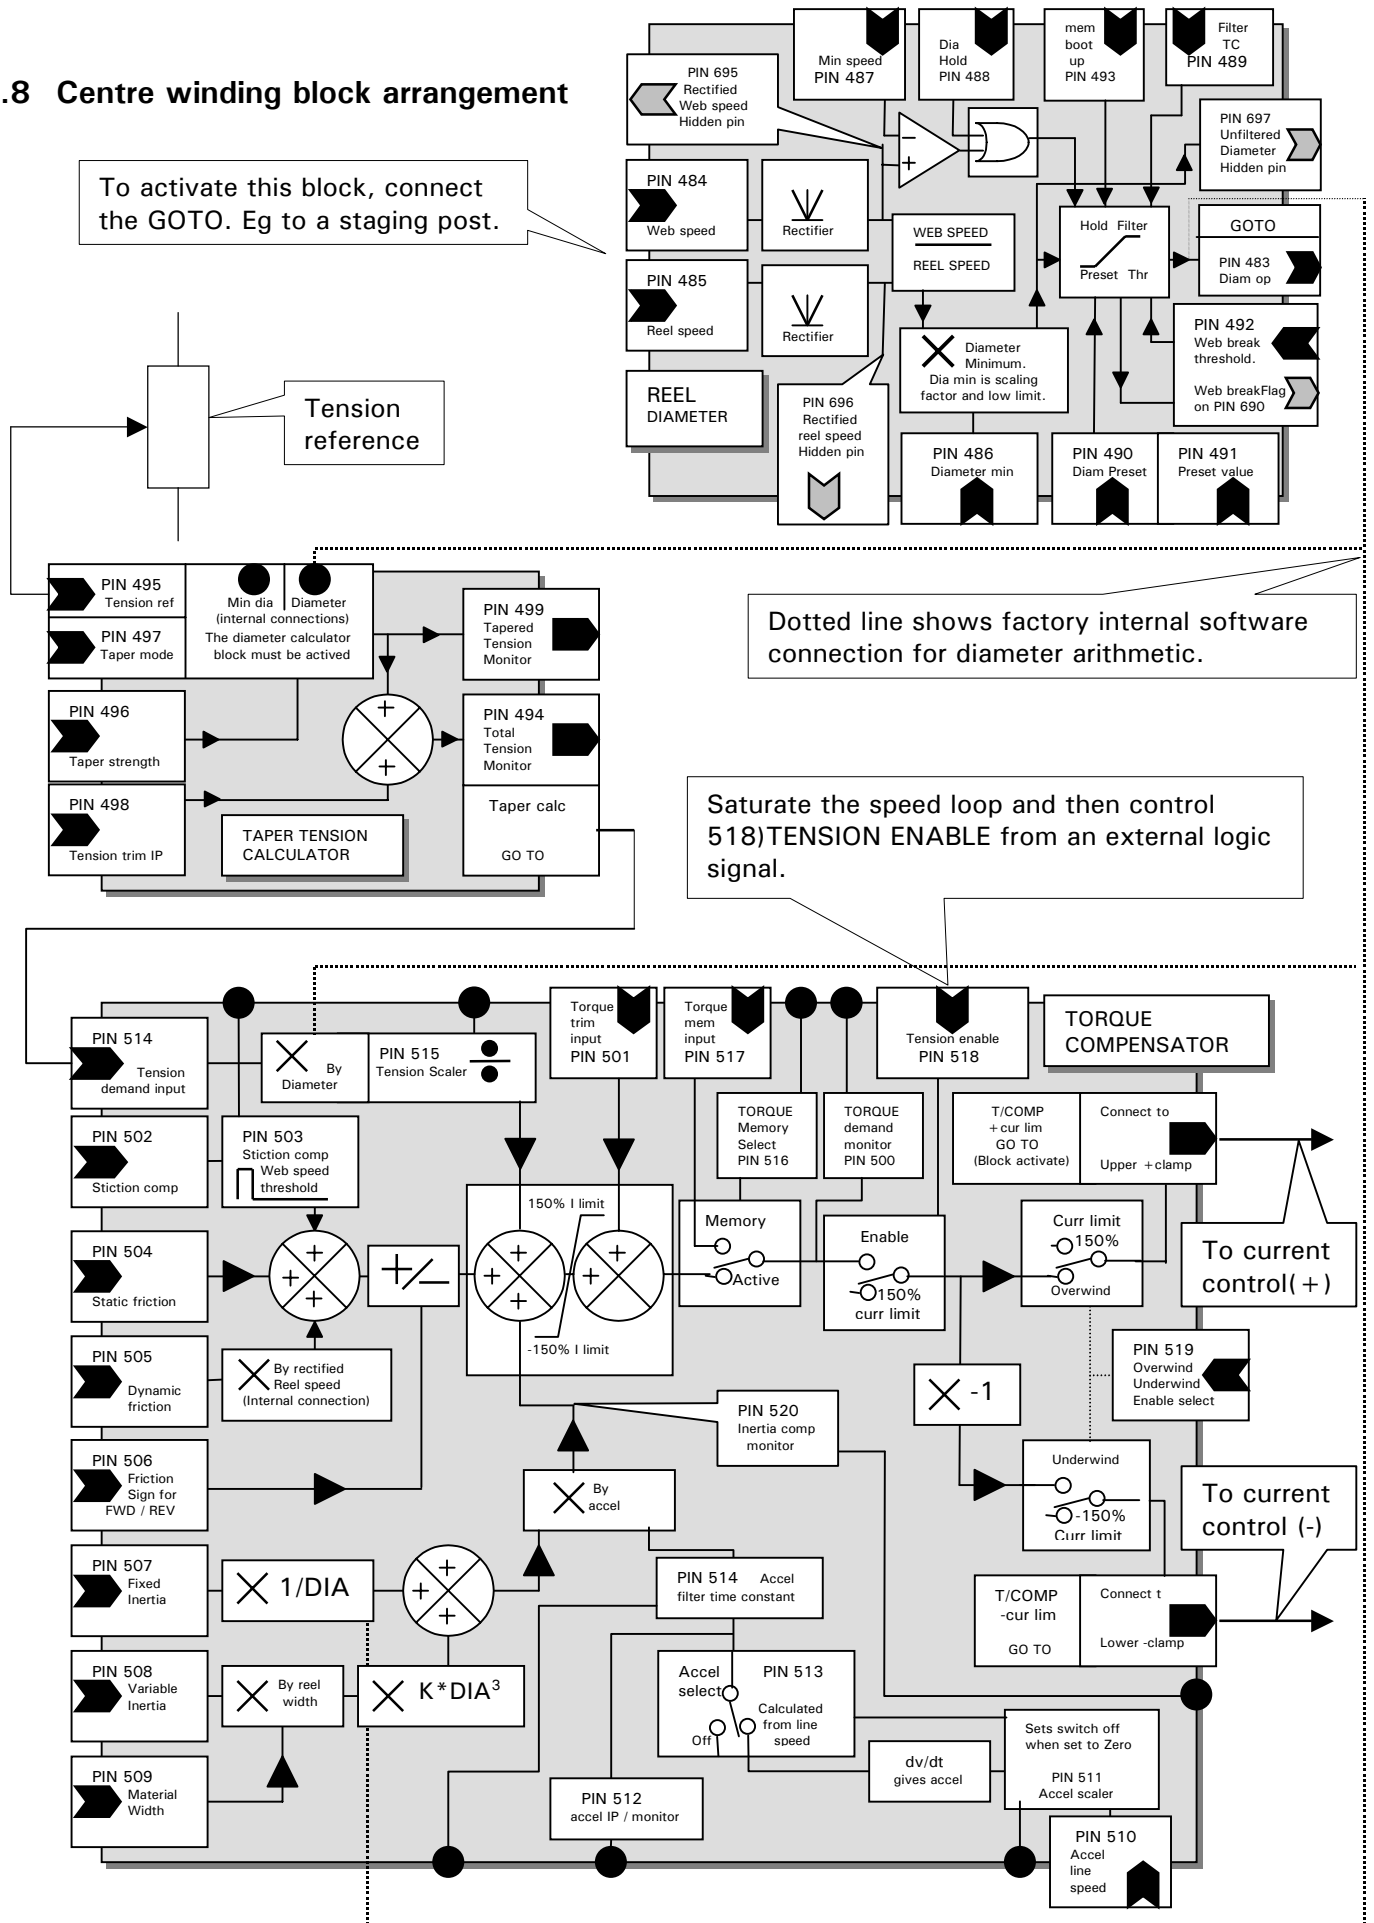 .8 Centre winding block arrangement
To activate this block, connect
the GOTO. Eg to a staging post.
Min speed
PIN 487
Dia
Hold
PIN 488
mem
boot
up
PIN 493
Filter
TC
PIN 489
PIN 695
Rectified
Web speed
Hidden pin
−
+
PIN 697
Unfiltered
Diameter
Hidden pin
PIN 484
Web speed
Rectifier
WEB SPEED
REEL SPEED
Hold Filter
Preset Thr
GOTO
PIN 483
Diam op
PIN 485
Reel speed
Rectifier
Diameter
Minimum.
Dia min is scaling
factor and low limit.
PIN 492
Web break
threshold.
Web breakFlag
on PIN 690
REEL
DIAMETER
PIN 696
Rectified
reel speed
Hidden pin
PIN 486
Diameter min
PIN 490
Diam Preset
PIN 491
Preset value
Tension
reference
PIN 495
Tension ref
PIN 497
Taper mode
Min dia
Diameter
(internal connections)
The diameter calculator
block must be actived
PIN 499
Tapered
Tension
Monitor
PIN 496
Taper strength
+
+
PIN 494
Total
Tension
Monitor
PIN 498
Tension trim IP
TAPER TENSION
CALCULATOR
Taper calc
GO TO
Dotted line shows factory internal software
connection for diameter arithmetic.
Saturate the speed loop and then control
518)TENSION ENABLE from an external logic
signal.
PIN 514
Tension
demand input
By
Diameter
PIN 515
Tension Scaler
Torque
trim
input
PIN 501
Torque
mem
input
PIN 517
Tension enable
PIN 518
TORQUE
COMPENSATOR
PIN 502
Stiction comp
PIN 503
Stiction comp
Web speed
threshold
TORQUE
Memory
Select
PIN 516
TORQUE
demand
monitor
PIN 500
T/COMP
+cur lim
GO TO
(Block activate)
Connect to
Upper +clamp
PIN 504
Static friction
+
+
+
+/−
150% I limit
+
+
+
+
+
-150% I limit
Memory
Active
Enable
150%
curr limit
Curr limit
150%
Overwind
To current
control(+)
PIN 505
Dynamic
friction
By rectified
Reel speed
(Internal connection)
PIN 519
Overwind
Underwind
Enable select
-1
PIN 520
Inertia comp
monitor
PIN 506
Friction
Sign for
FWD / REV
By
accel
Underwind
-150%
Curr limit
To current
control (-)
PIN 507
Fixed
Inertia
1/DIA
+
+
+
PIN 514 Accel
filter time constant
T/COMP
-cur lim
GO TO
Connect t
Lower -clamp
PIN 508
Variable
Inertia
By reel
width
K*DIA³
Accel
select
PIN 513
Calculated
from line
speed
Off
dv/dt
gives accel
Sets switch off
when set to Zero
PIN 511
Accel scaler
PIN 509
Material
Width
PIN 512
accel IP / monitor
PIN 510
Accel
line
speed